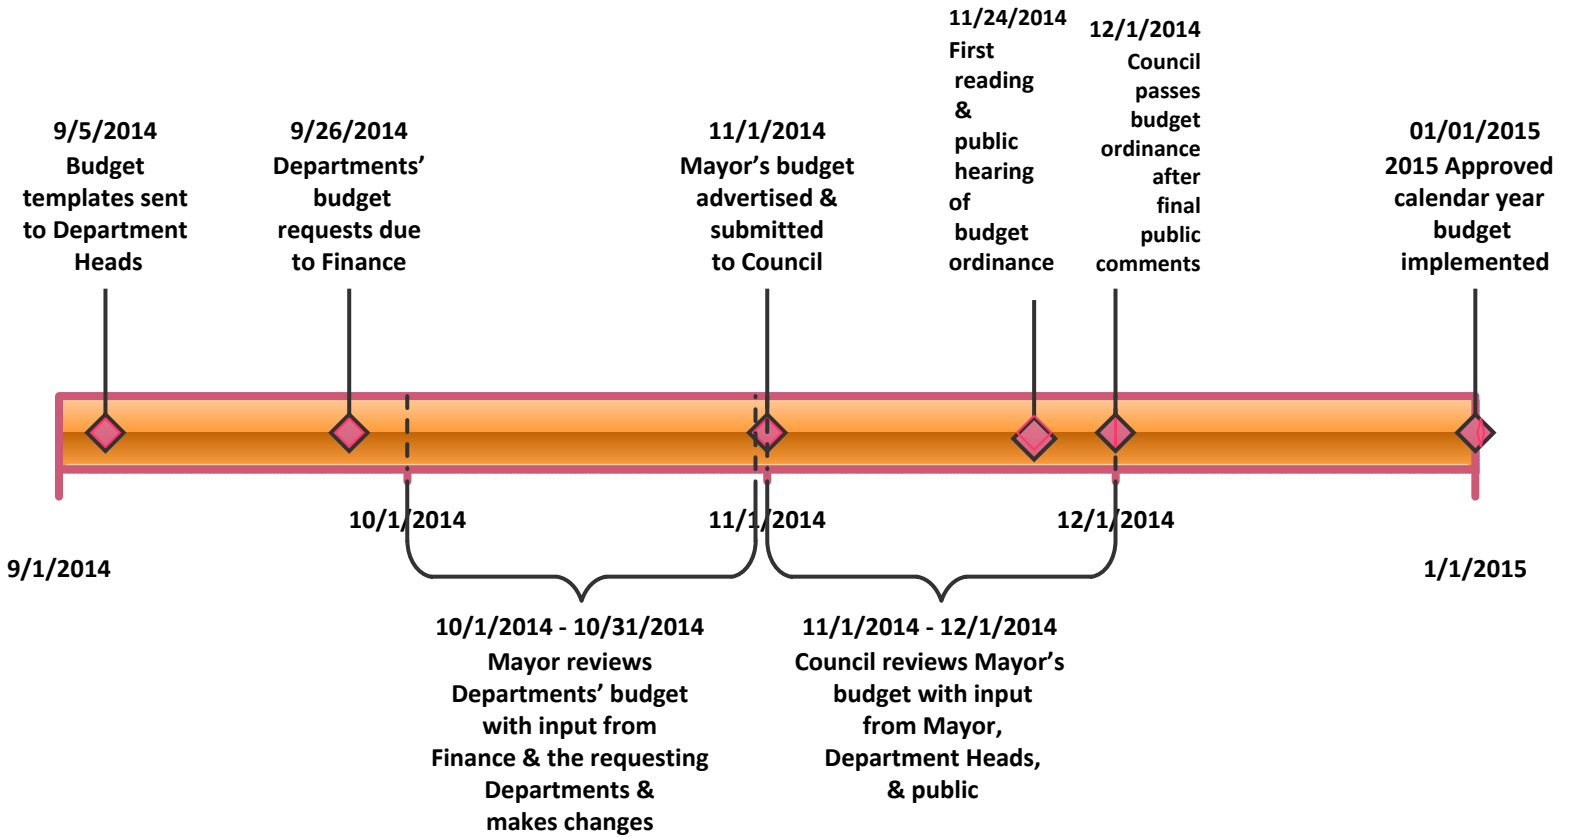 9/5/2014
Budget
templates sent
to Department
Heads
9/26/2014
Departments’
budget
requests due
to Finance
11/1/2014
Mayor’s budget
advertised &
submitted
to Council
11/24/2014
First
reading
&
public
hearing
of
budget
ordinance
12/1/2014
Council
passes
budget
ordinance
after
final
public
comments
01/01/2015
2015 Approved
calendar year
budget
implemented
10/1/2014
11/1/2014
12/1/2014
9/1/2014
1/1/2015
10/1/2014 - 10/31/2014
Mayor reviews
Departments’ budget
with input from
Finance & the requesting
Departments &
makes changes
11/1/2014 - 12/1/2014
Council reviews Mayor’s
budget with input
from Mayor,
Department Heads,
& public